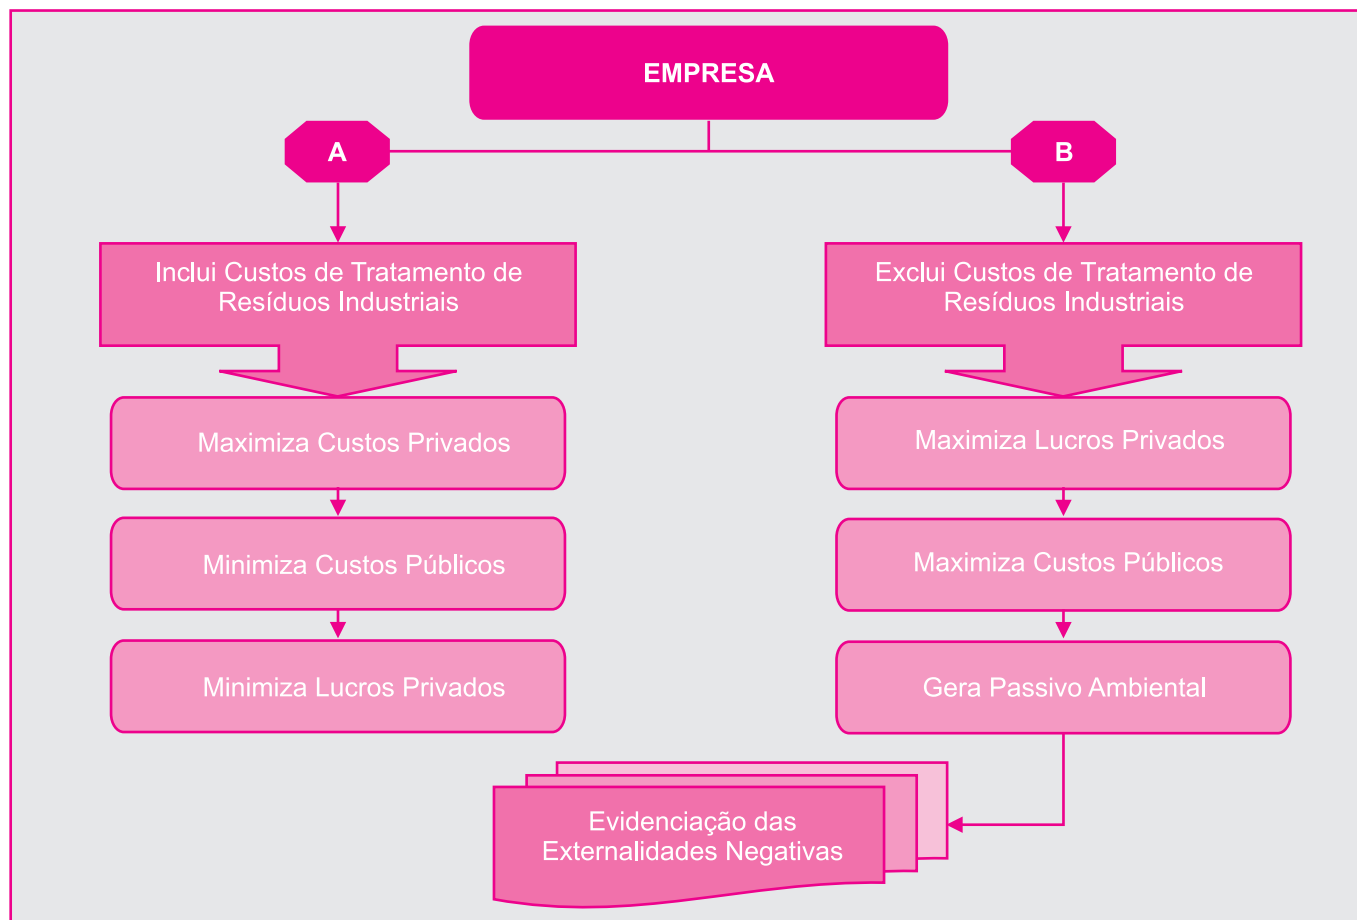 EMPRESA
A
B
Inclui Custos de Tratamento de
Resíduos Industriais
Exclui Custos de Tratamento de
Resíduos Industriais
Maximiza Custos Privados
Maximiza Lucros Privados
Minimiza Custos Públicos
Maximiza Custos Públicos
Minimiza Lucros Privados
Gera Passivo Ambiental
Evidenciação das
Externalidades Negativas